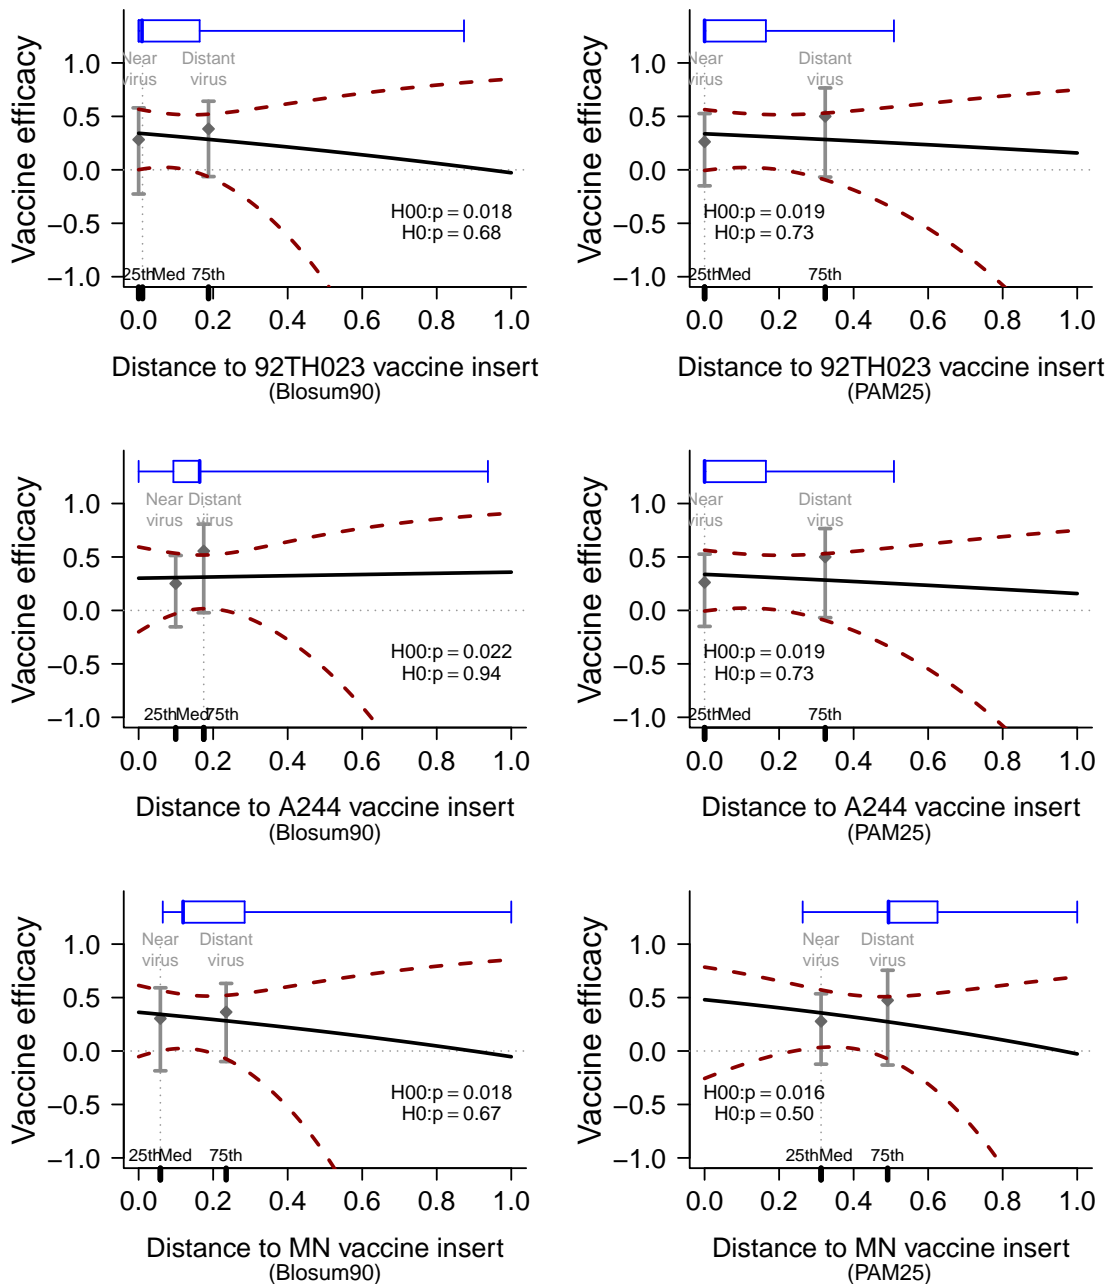 Near
virus
Distant
virus
Vaccine efficacy
1.0
0.5
0.0
−0.5
−1.0
H00:p = 0.018
H0:p = 0.68
25th Med 75th
0.0 0.2 0.4 0.6 0.8 1.0
Distance to 92TH023 vaccine insert
(Blosum90)
Near
virus
Distant
virus
Vaccine efficacy
1.0
0.5
0.0
−0.5
−1.0
H00:p = 0.019
H0:p = 0.73
25th Med 75th
0.0 0.2 0.4 0.6 0.8 1.0
Distance to 92TH023 vaccine insert
(PAM25)
Near
virus
Distant
virus
Vaccine efficacy
1.0
0.5
0.0
−0.5
−1.0
H00:p = 0.022
H0:p = 0.94
25th Med 75th
0.0 0.2 0.4 0.6 0.8 1.0
Distance to A244 vaccine insert
(Blosum90)
Near
virus
Distant
virus
Vaccine efficacy
1.0
0.5
0.0
−0.5
−1.0
H00:p = 0.019
H0:p = 0.73
25th Med 75th
0.0 0.2 0.4 0.6 0.8 1.0
Distance to A244 vaccine insert
(PAM25)
Near
virus
Distant
virus
Vaccine efficacy
1.0
0.5
0.0
−0.5
−1.0
H00:p = 0.018
H0:p = 0.67
25th Med 75th
0.0 0.2 0.4 0.6 0.8 1.0
Distance to MN vaccine insert
(Blosum90)
Near
virus
Distant
virus
Vaccine efficacy
1.0
0.5
0.0
−0.5
−1.0
H00:p = 0.016
H0:p = 0.50
25th Med 75th
0.0 0.2 0.4 0.6 0.8 1.0
Distance to MN vaccine insert
(PAM25)